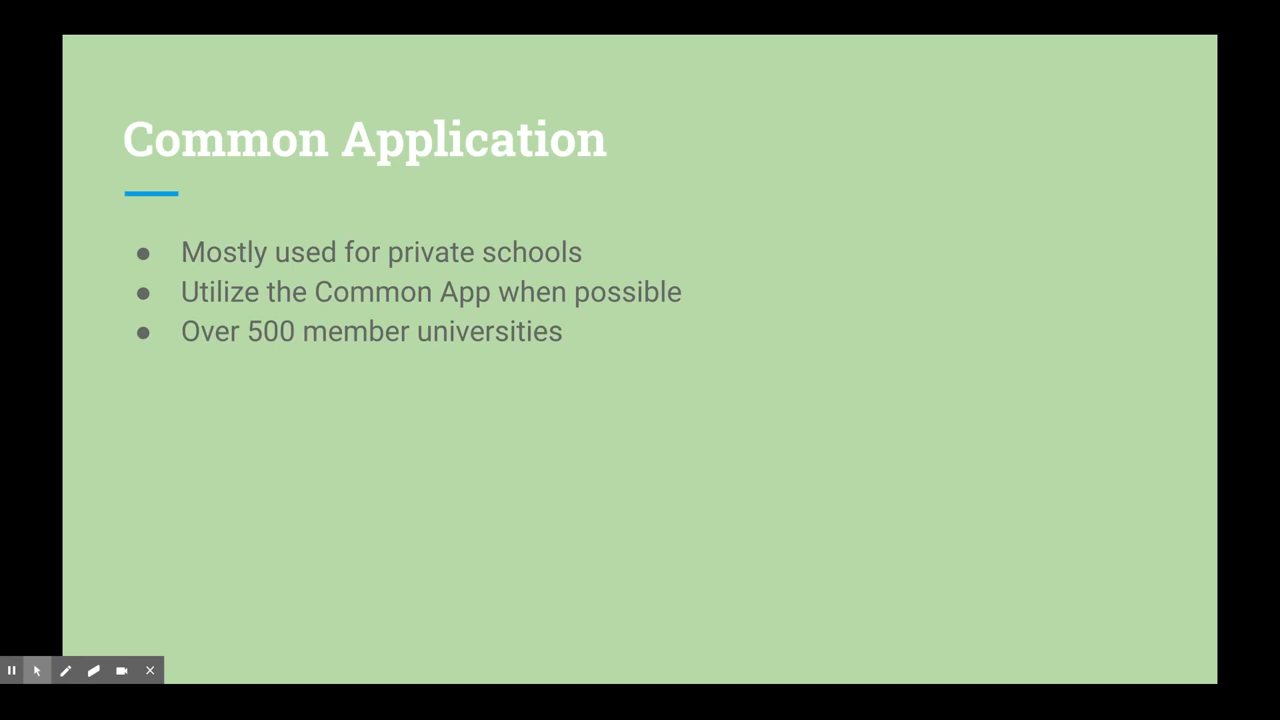 Common Application
● Mostly used for private schools
● Utilize the Common App when possible
● Over 500 member universities